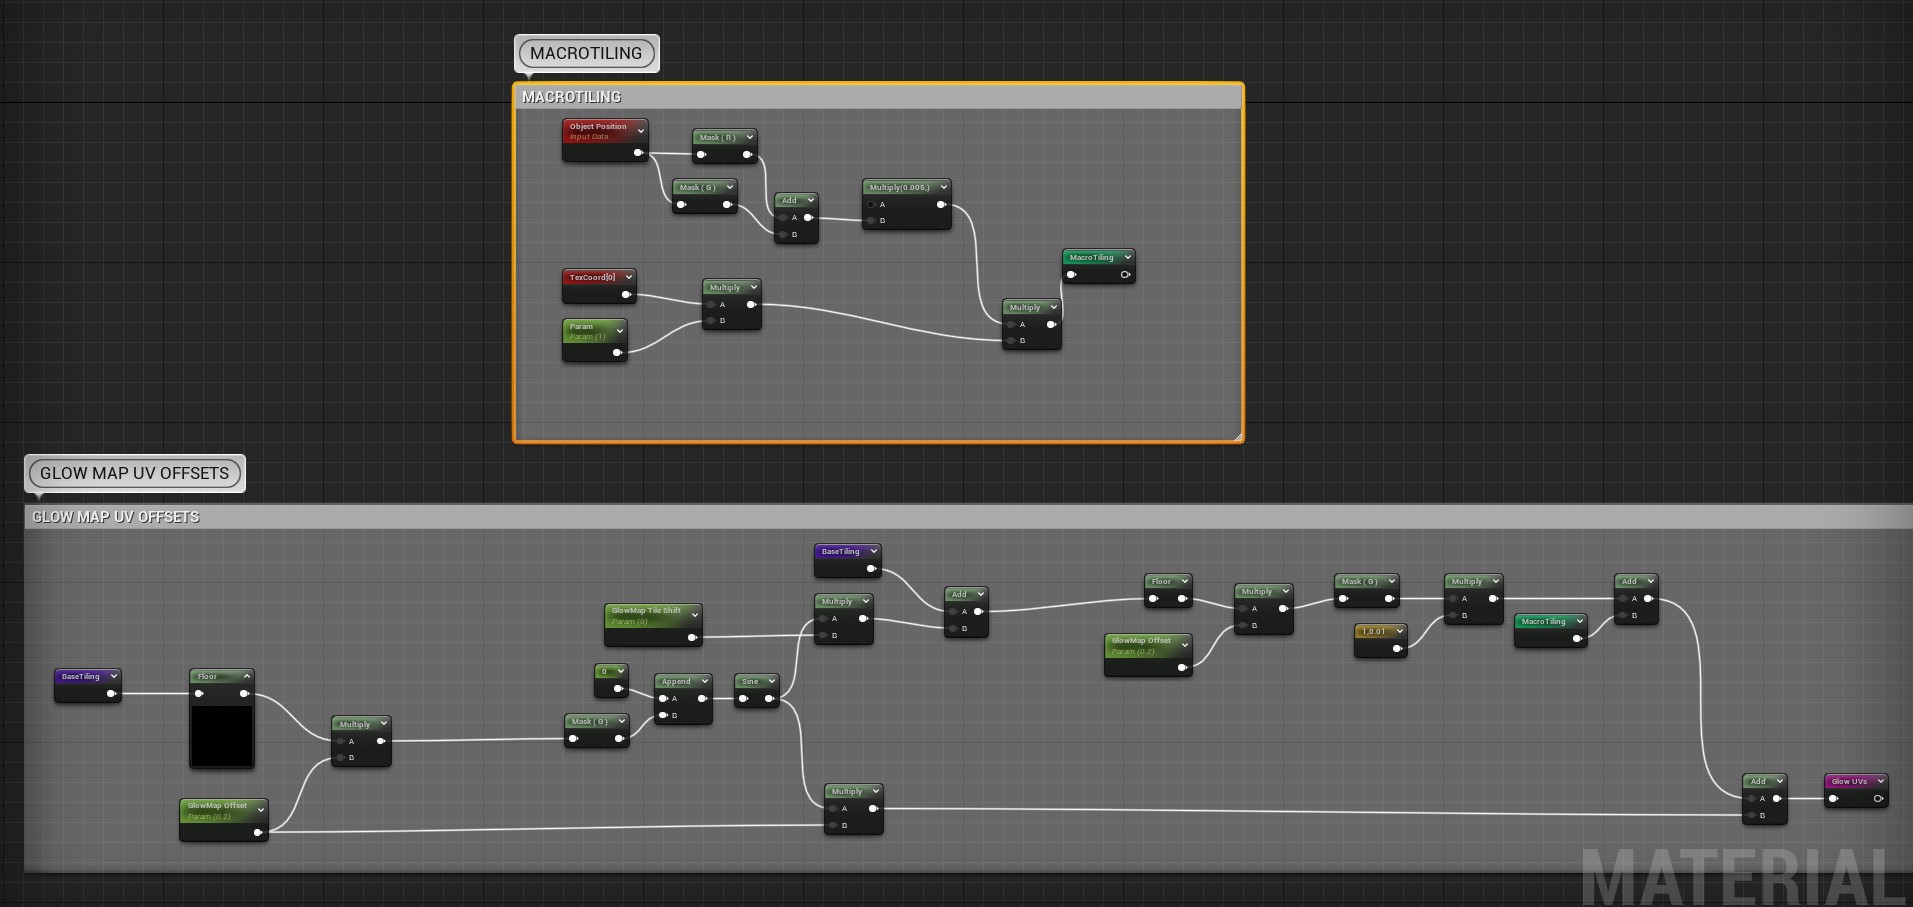 MACROTILING
MACROTILING
Object Position
Input Data
Mask ( R )
Mask ( G )
Add
A
B
Multiply(0.005,)
A
B
TexCoord[0]
Param
Param (1)
Multiply
A
B
MacroTiling
Multiply
A
B
GLOW MAP UV OFFSETS
GLOW MAP UV OFFSETS
BaseTiling
Floor
Multiply
A
B
GlowMap Offset
Param (0.2)
GlowMap Tile Shift
Param (0)
0
Mask ( G )
Append
A
B
Sine
BaseTiling
Multiply
A
B
Add
A
B
Multiply
A
B
Floor
GlowMap Offset
Param (0.2)
Multiply
A
B
Mask ( G )
1,0.01
Multiply
A
B
MacroTiling
Add
A
B
Add
A
B
Glow UVs
MATERIAL